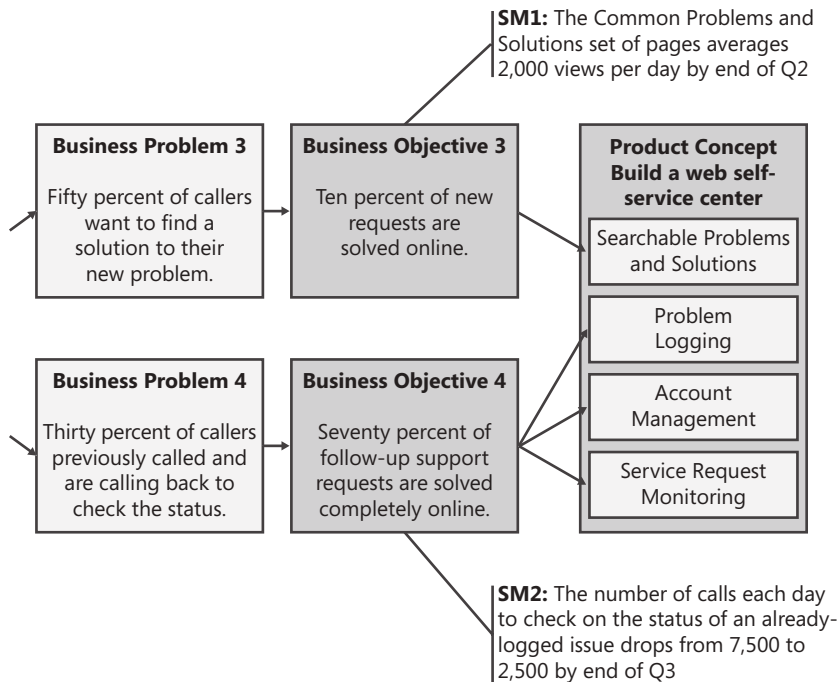 SM1: The Common Problems and
Solutions set of pages averages
2,000 views per day by end of Q2
Business Problem 3
Fifty percent of callers
want to find a
solution to their
new problem.
Business Objective 3
Ten percent of new
requests are
solved online.
Product Concept
Build a web self-
service center
Searchable Problems
and Solutions
Problem
Logging
Account
Management
Service Request
Monitoring
Business Problem 4
Thirty percent of callers
previously called and
are calling back to
check the status.
Business Objective 4
Seventy percent of
follow-up support
requests are solved
completely online.
SM2: The number of calls each day
to check on the status of an already-
logged issue drops from 7,500 to
2,500 by end of Q3